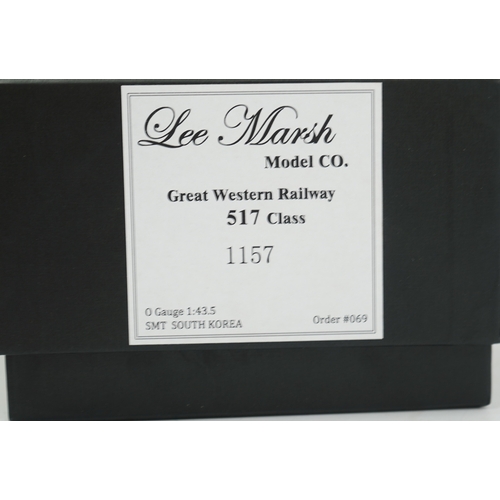 Lee Marsh
Model CO.
Great Western Railway
517 Class
1157
O Gauge 1:43.5
SMT SOUTH KOREA
Order #069